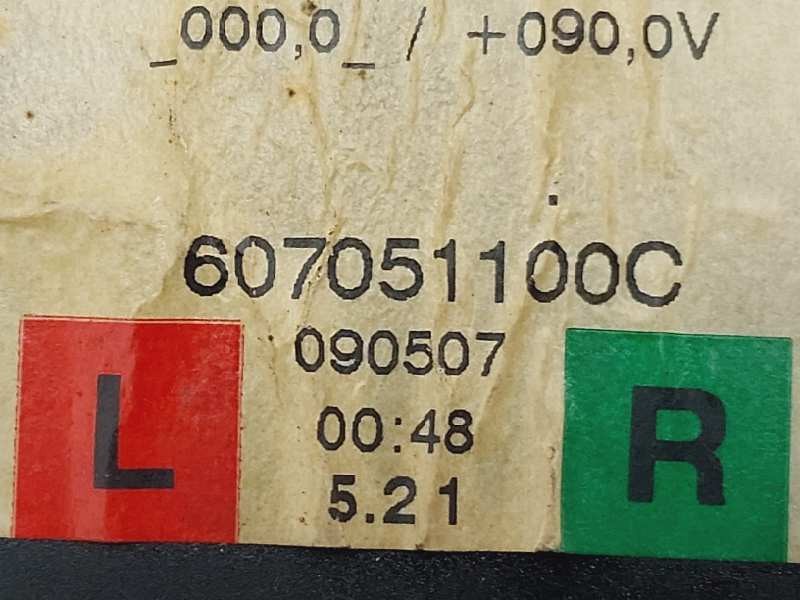 _000,0_ / +090,0V
607051100C
090507
L
00:48
R
5.21